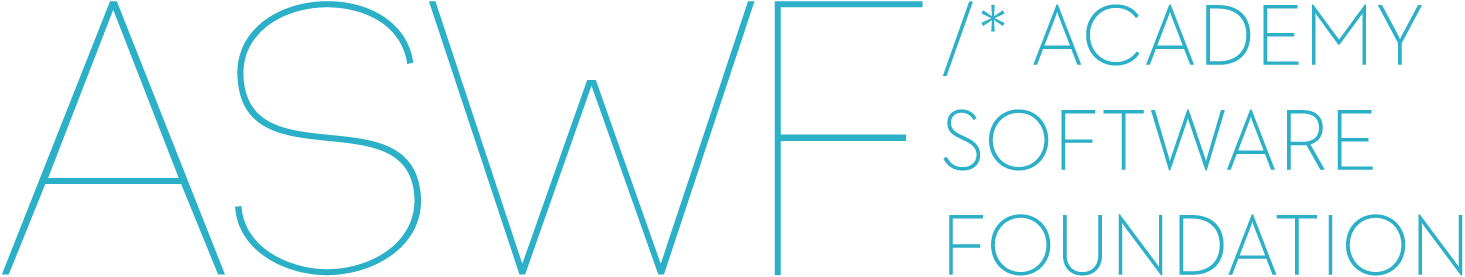 ASWF
/* ACADEMY
SOFTWARE
FOUNDATION